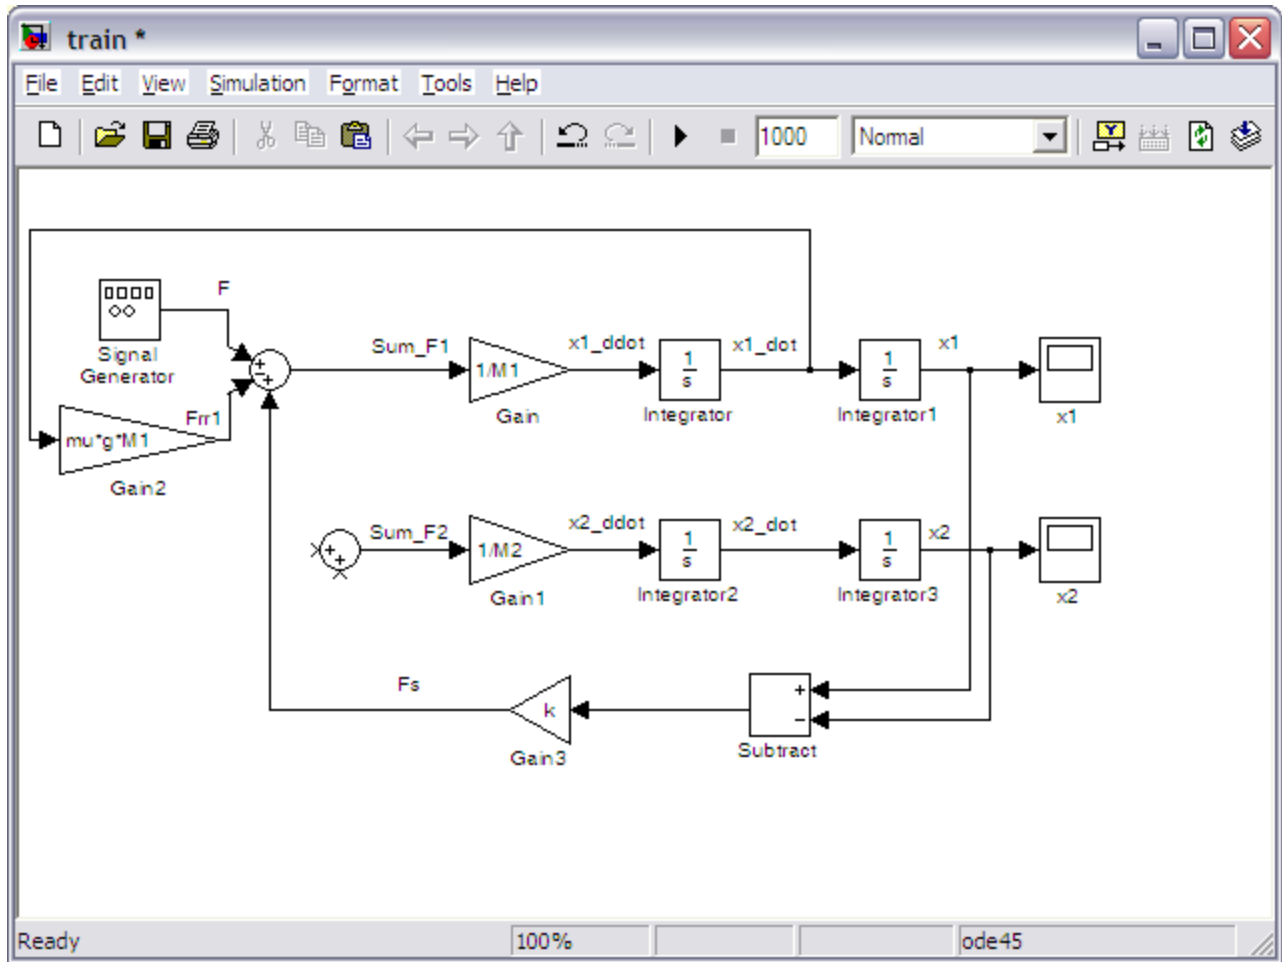 train *
File Edit View Simulation Format Tools Help
1000 Normal
F
Signal
Generator
Sum_F1
1/M1
Gain
x1_ddot
1
s
Integrator
x1_dot
1
s
Integrator1
x1
x1
Frr1
mu*g*M1
Gain2
+
−
+
Sum_F2
+
+
1/M2
Gain1
x2_ddot
1
s
Integrator2
x2_dot
1
s
Integrator3
x2
x2
Fs
k
Gain3
+
−
Subtract
Ready 100% ode45